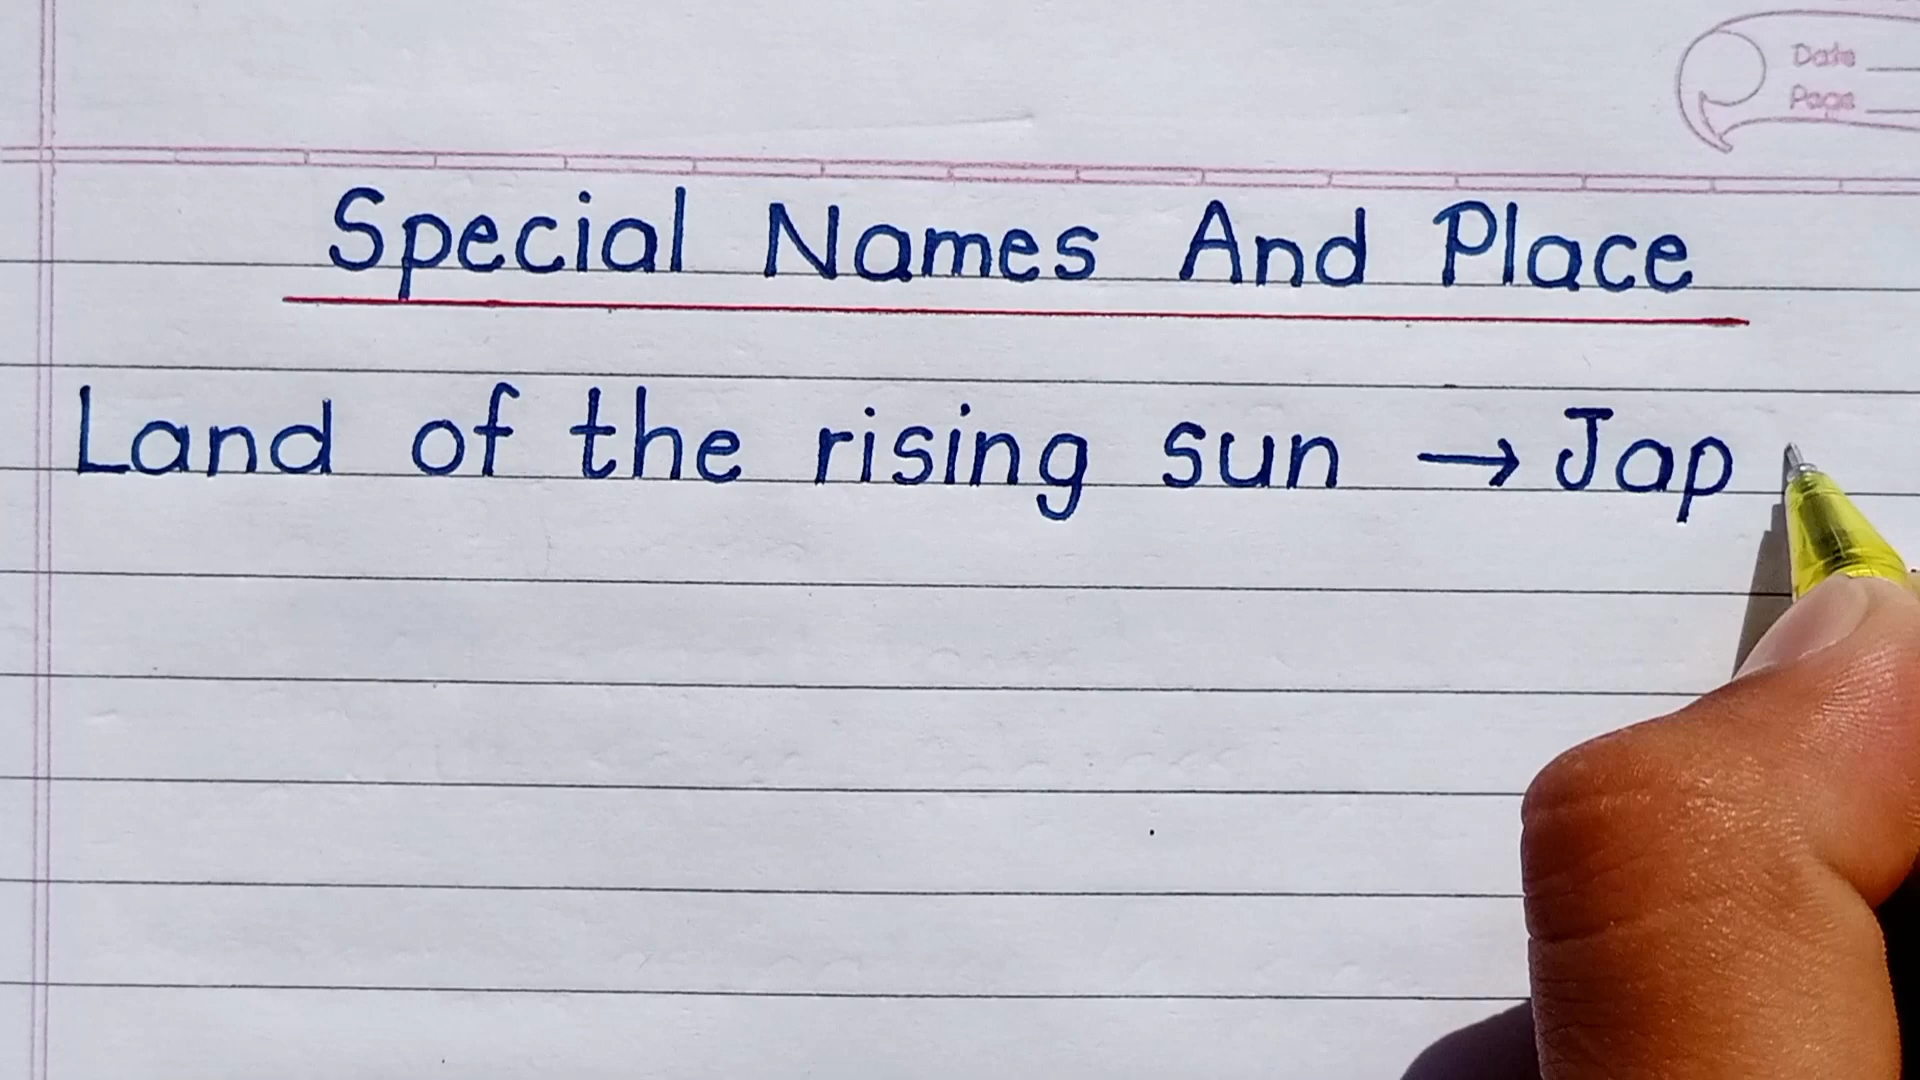 Date
Page
Special Names And Place
Land of the rising sun → Jap